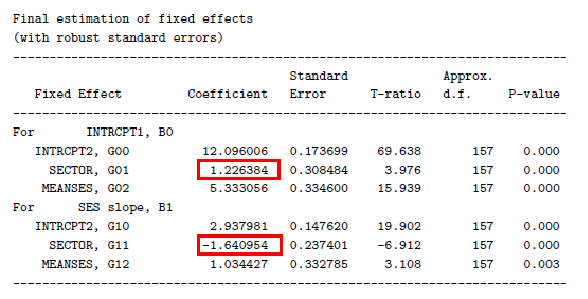 Final estimation of fixed effects
(with robust standard errors)
----------------------------------------------------------------------------
Standard Approx.
Fixed Effect Coefficient Error T-ratio d.f. P-value
----------------------------------------------------------------------------
For INTRCPT1, B0
INTRCPT2, G00 12.096006 0.173699 69.638 157 0.000
SECTOR, G01 1.226384 0.308484 3.976 157 0.000
MEANSES, G02 5.333056 0.334600 15.939 157 0.000
For SES slope, B1
INTRCPT2, G10 2.937981 0.147620 19.902 157 0.000
SECTOR, G11 -1.640954 0.237401 -6.912 157 0.000
MEANSES, G12 1.034427 0.332785 3.108 157 0.003
----------------------------------------------------------------------------